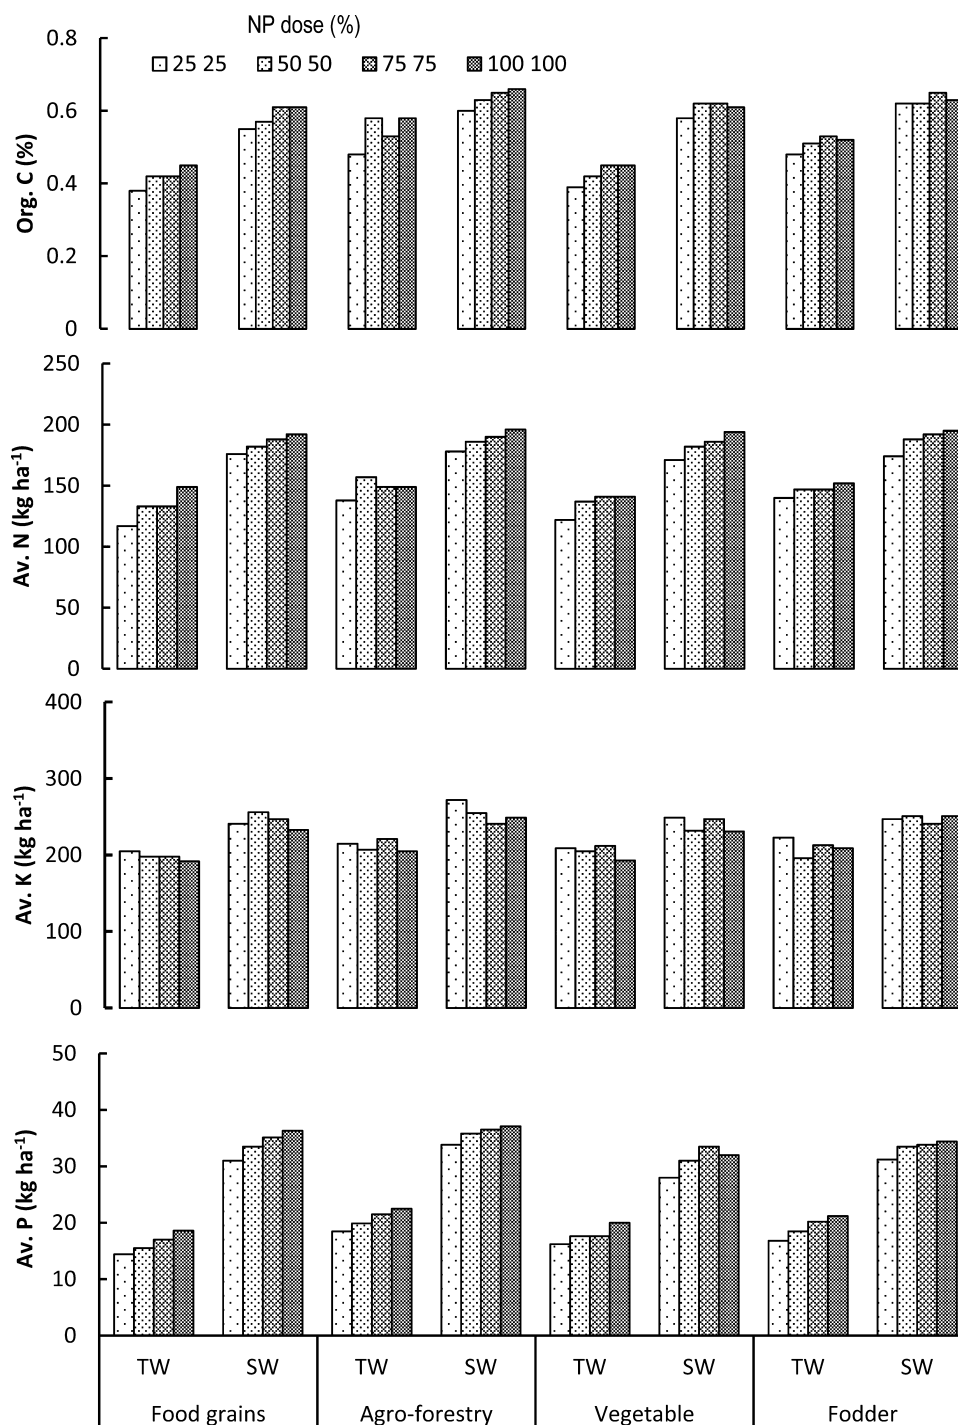 NP dose (%)
25 25 50 50 75 75 100 100
Org. C (%)
0.8
0.6
0.4
0.2
0
Av. N (kg ha⁻¹)
250
200
150
100
50
0
Av. K (kg ha⁻¹)
400
300
200
100
0
Av. P (kg ha⁻¹)
50
40
30
20
10
0
TW SW TW SW TW SW TW SW
Food grains Agro-forestry Vegetable Fodder